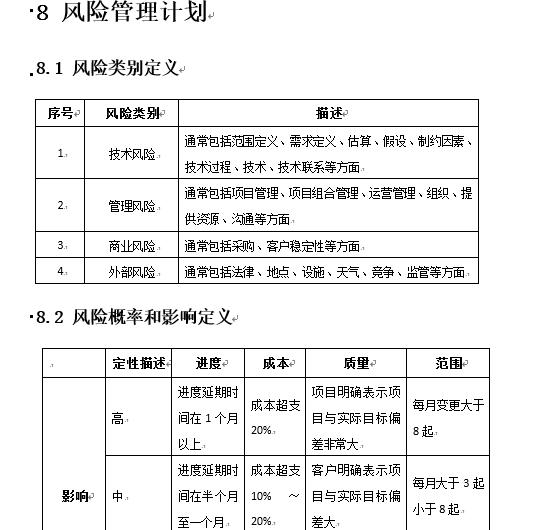 8 风险管理计划
8.1 风险类别定义
序号 风险类别 描述
1. 技术风险 通常包括范围定义、需求定义、估算、假设、制约因素、
技术过程、技术、技术联系等方面
2. 管理风险 通常包括项目管理、项目组合管理、运营管理、组织、提
供资源、沟通等方面
3. 商业风险 通常包括采购、客户稳定性等方面
4. 外部风险 通常包括法律、地点、设施、天气、竞争、监管等方面
8.2 风险概率和影响定义
定性描述 进度 成本 质量 范围
影响
高
进度延期时
间在 1 个月
以上
成本超支
20%
项目明确表示项
目与实际目标偏
差非常大
每月变更大于
8 起
中
进度延期时
间在半个月
至一个月
成本超支
10% ～
20%
客户明确表示项
目与实际目标偏
差大
每月大于 3 起
小于 8 起